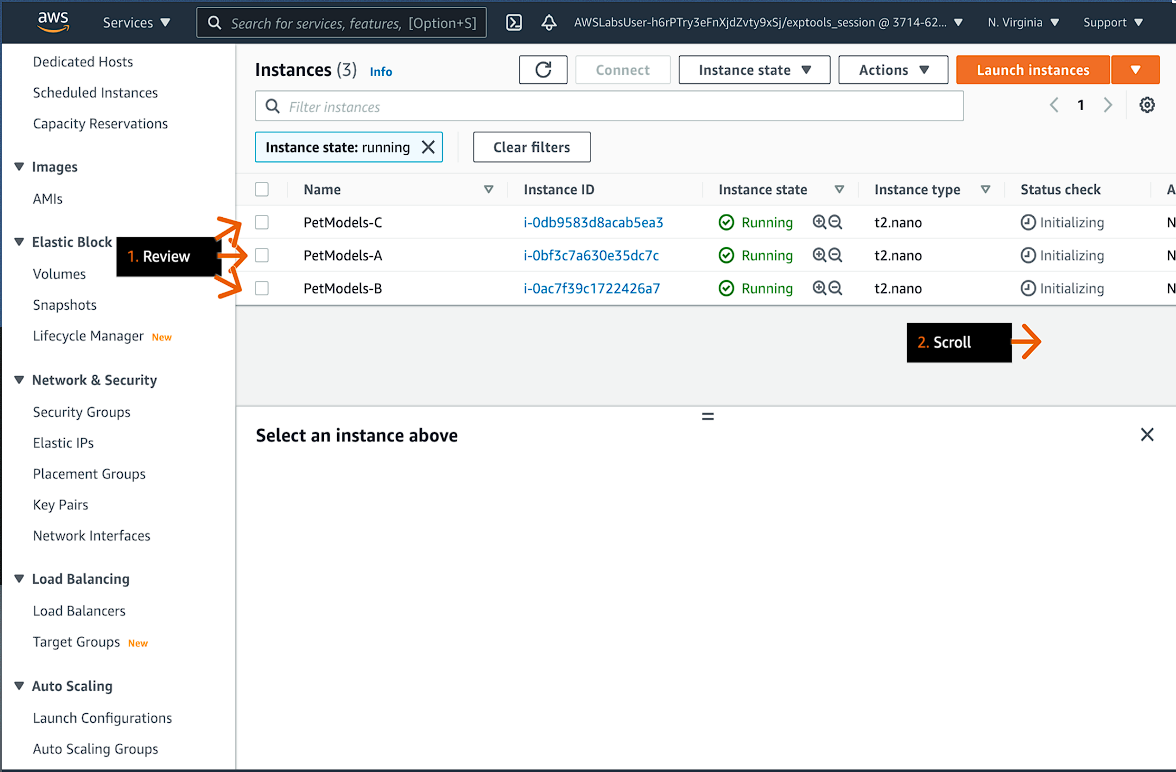 aws
Services
Search for services, features, [Option+S]
AWSLabsUser-h6rPTry3eFnXjdZvty9xSj/exptools_session @ 3714-62...
N. Virginia
Support
Dedicated Hosts
Scheduled Instances
Capacity Reservations
Images
AMIs
Elastic Block
Volumes
Snapshots
Lifecycle Manager New
Network & Security
Security Groups
Elastic IPs
Placement Groups
Key Pairs
Network Interfaces
Load Balancing
Load Balancers
Target Groups New
Auto Scaling
Launch Configurations
Auto Scaling Groups
1. Review
Instances (3) Info
Connect
Instance state
Actions
Launch instances
Filter instances
1
Instance state: running
Clear filters
Name Instance ID Instance state Instance type Status check A
PetModels-C i-0db9583d8acab5ea3 Running t2.nano Initializing N
PetModels-A i-0bf3c7a630e35dc7c Running t2.nano Initializing N
PetModels-B i-0ac7f39c1722426a7 Running t2.nano Initializing N
2. Scroll
Select an instance above